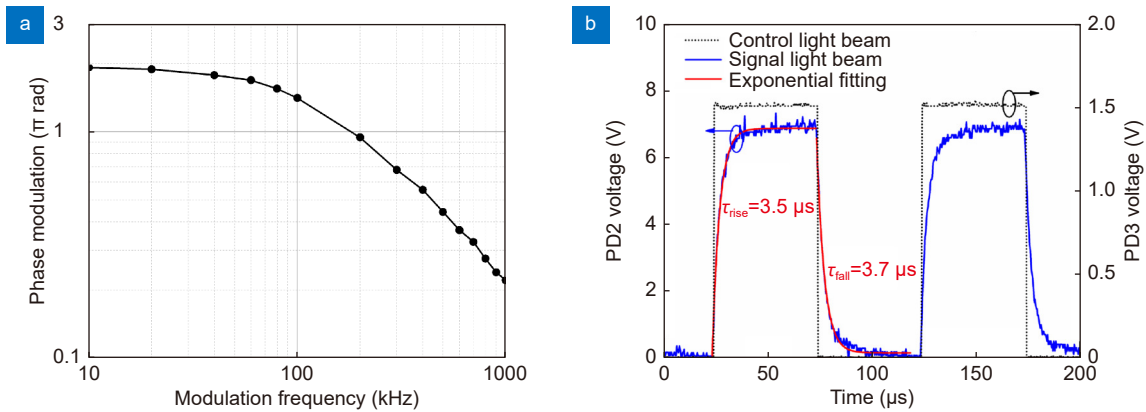 a
3
1
0.1
Phase modulation (π rad)
10
100
1000
Modulation frequency (kHz)
b
10
8
6
4
2
0
PD2 voltage (V)
2.0
1.5
1.0
0.5
0
PD3 voltage (V)
Control light beam
Signal light beam
Exponential fitting
τrise=3.5 μs
τfall=3.7 μs
0
50
100
150
200
Time (μs)